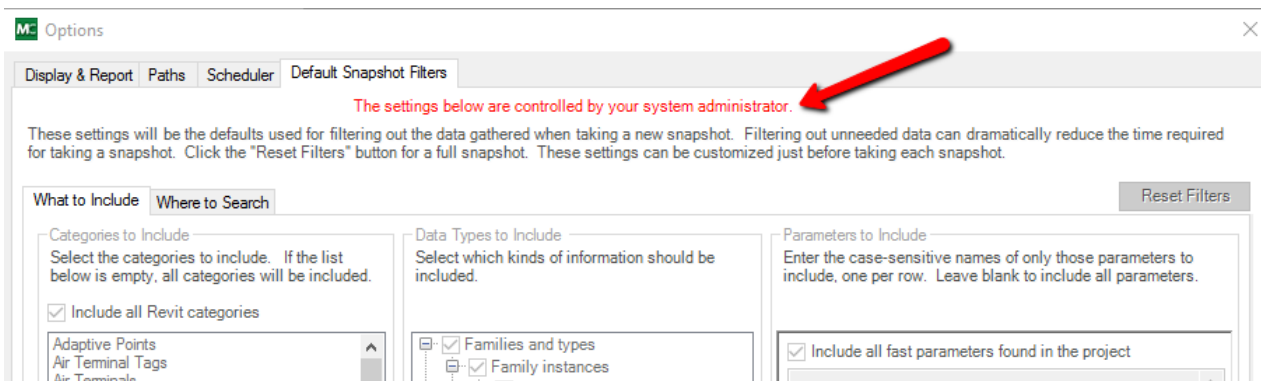 MC Options
Display & Report Paths Scheduler Default Snapshot Filters
The settings below are controlled by your system administrator.
These settings will be the defaults used for filtering out the data gathered when taking a new snapshot. Filtering out unneeded data can dramatically reduce the time required
for taking a snapshot. Click the "Reset Filters" button for a full snapshot. These settings can be customized just before taking each snapshot.
What to Include Where to Search Reset Filters
Categories to Include
Select the categories to include. If the list
below is empty, all categories will be included.
Include all Revit categories
Adaptive Points
Air Terminal Tags
Air Terminals
Data Types to Include
Select which kinds of information should be
included.
Families and types
Family instances
Parameters to Include
Enter the case-sensitive names of only those parameters to
include, one per row. Leave blank to include all parameters.
Include all fast parameters found in the project